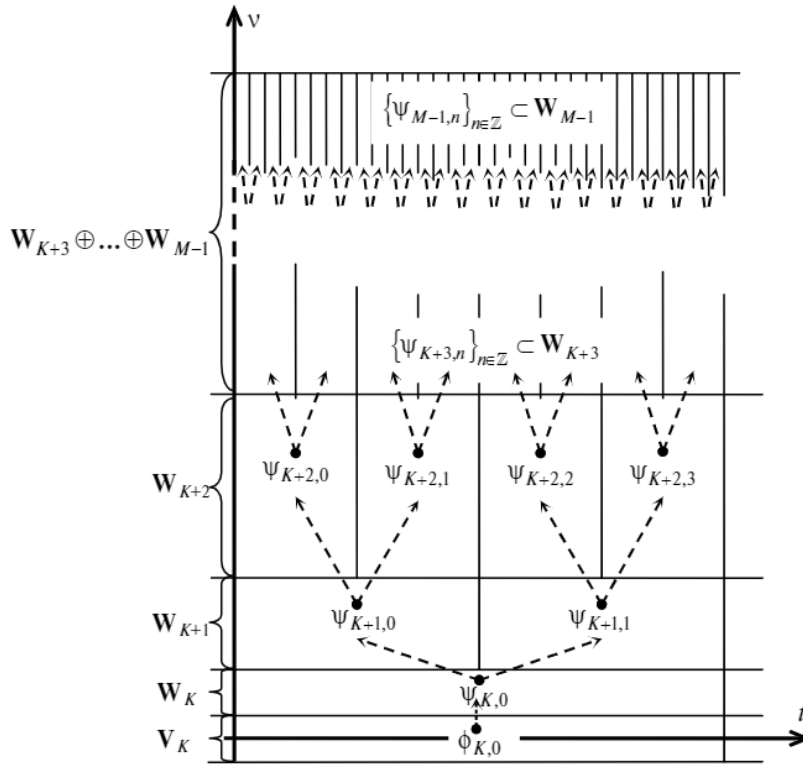 ν
{ψ_{M−1,n}}_{n∈ℤ} ⊂ W_{M−1}
W_{K+3} ⊕...⊕ W_{M−1}
{ψ_{K+3,n}}_{n∈ℤ} ⊂ W_{K+3}
ψ_{K+2,0} ψ_{K+2,1} ψ_{K+2,2} ψ_{K+2,3}
W_{K+2}
W_{K+1} ψ_{K+1,0} ψ_{K+1,1}
W_K ψ_{K,0}
t
V_K ϕ_{K,0}